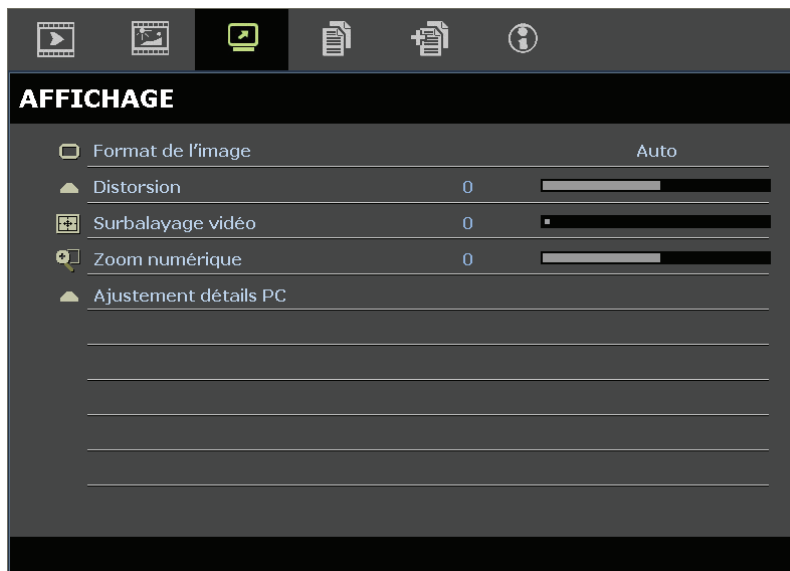 AFFICHAGE
Format de l'image Auto
Distorsion 0
Surbalayage vidéo 0
Zoom numérique 0
Ajustement détails PC